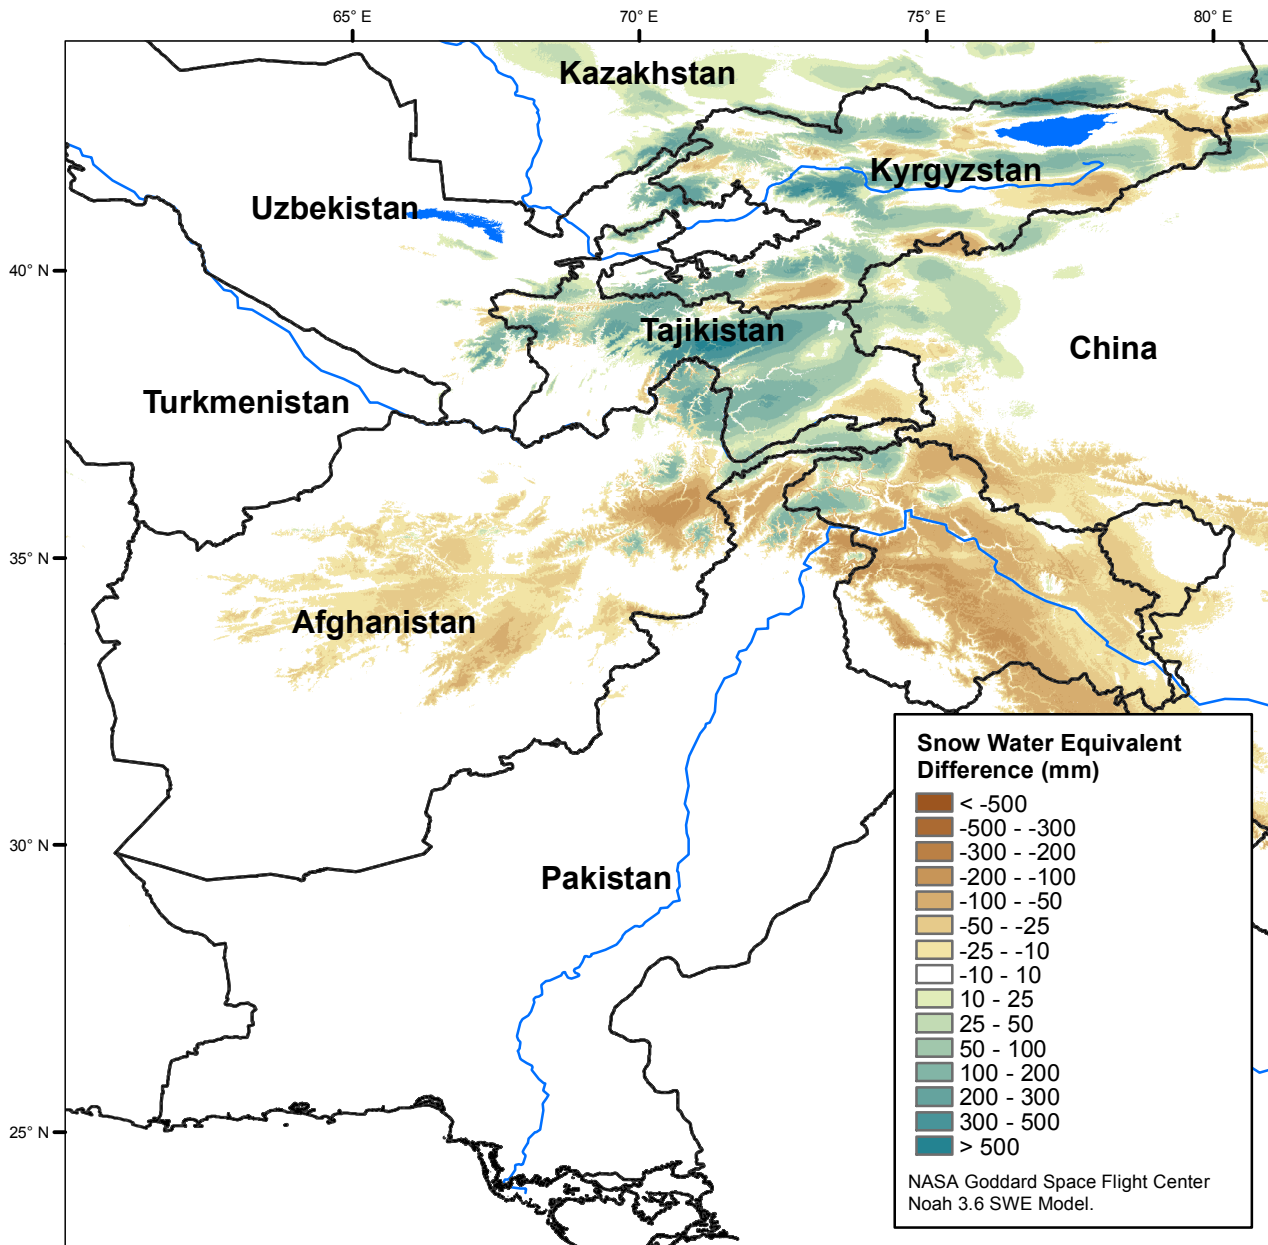 65° E
70° E
75° E
80° E
Kazakhstan
Kyrgyzstan
Uzbekistan
40° N
Tajikistan
China
Turkmenistan
35° N
Afghanistan
30° N
Pakistan
25° N
Snow Water Equivalent
Difference (mm)
< -500
-500 - -300
-300 - -200
-200 - -100
-100 - -50
-50 - -25
-25 - -10
-10 - 10
10 - 25
25 - 50
50 - 100
100 - 200
200 - 300
300 - 500
> 500
NASA Goddard Space Flight Center
Noah 3.6 SWE Model.